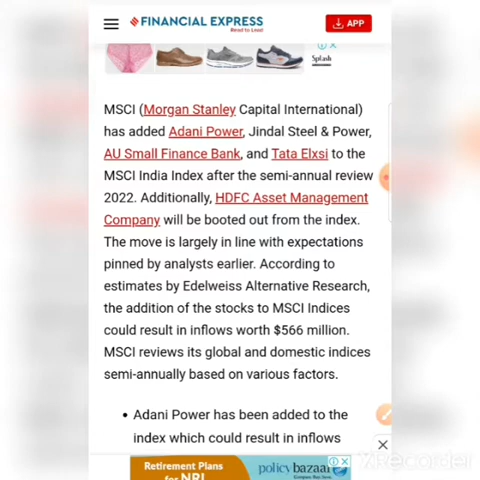 FINANCIAL EXPRESS
Read to Lead
APP
Splash
MSCI (Morgan Stanley Capital International)
has added Adani Power, Jindal Steel & Power,
AU Small Finance Bank, and Tata Elxsi to the
MSCI India Index after the semi-annual review
2022. Additionally, HDFC Asset Management
Company will be booted out from the index.
The move is largely in line with expectations
pinned by analysts earlier. According to
estimates by Edelweiss Alternative Research,
the addition of the stocks to MSCI Indices
could result in inflows worth $566 million.
MSCI reviews its global and domestic indices
semi-annually based on various factors.
• Adani Power has been added to the
index which could result in inflows
Retirement Plans
for NRI
policy bazaar
XRecorder